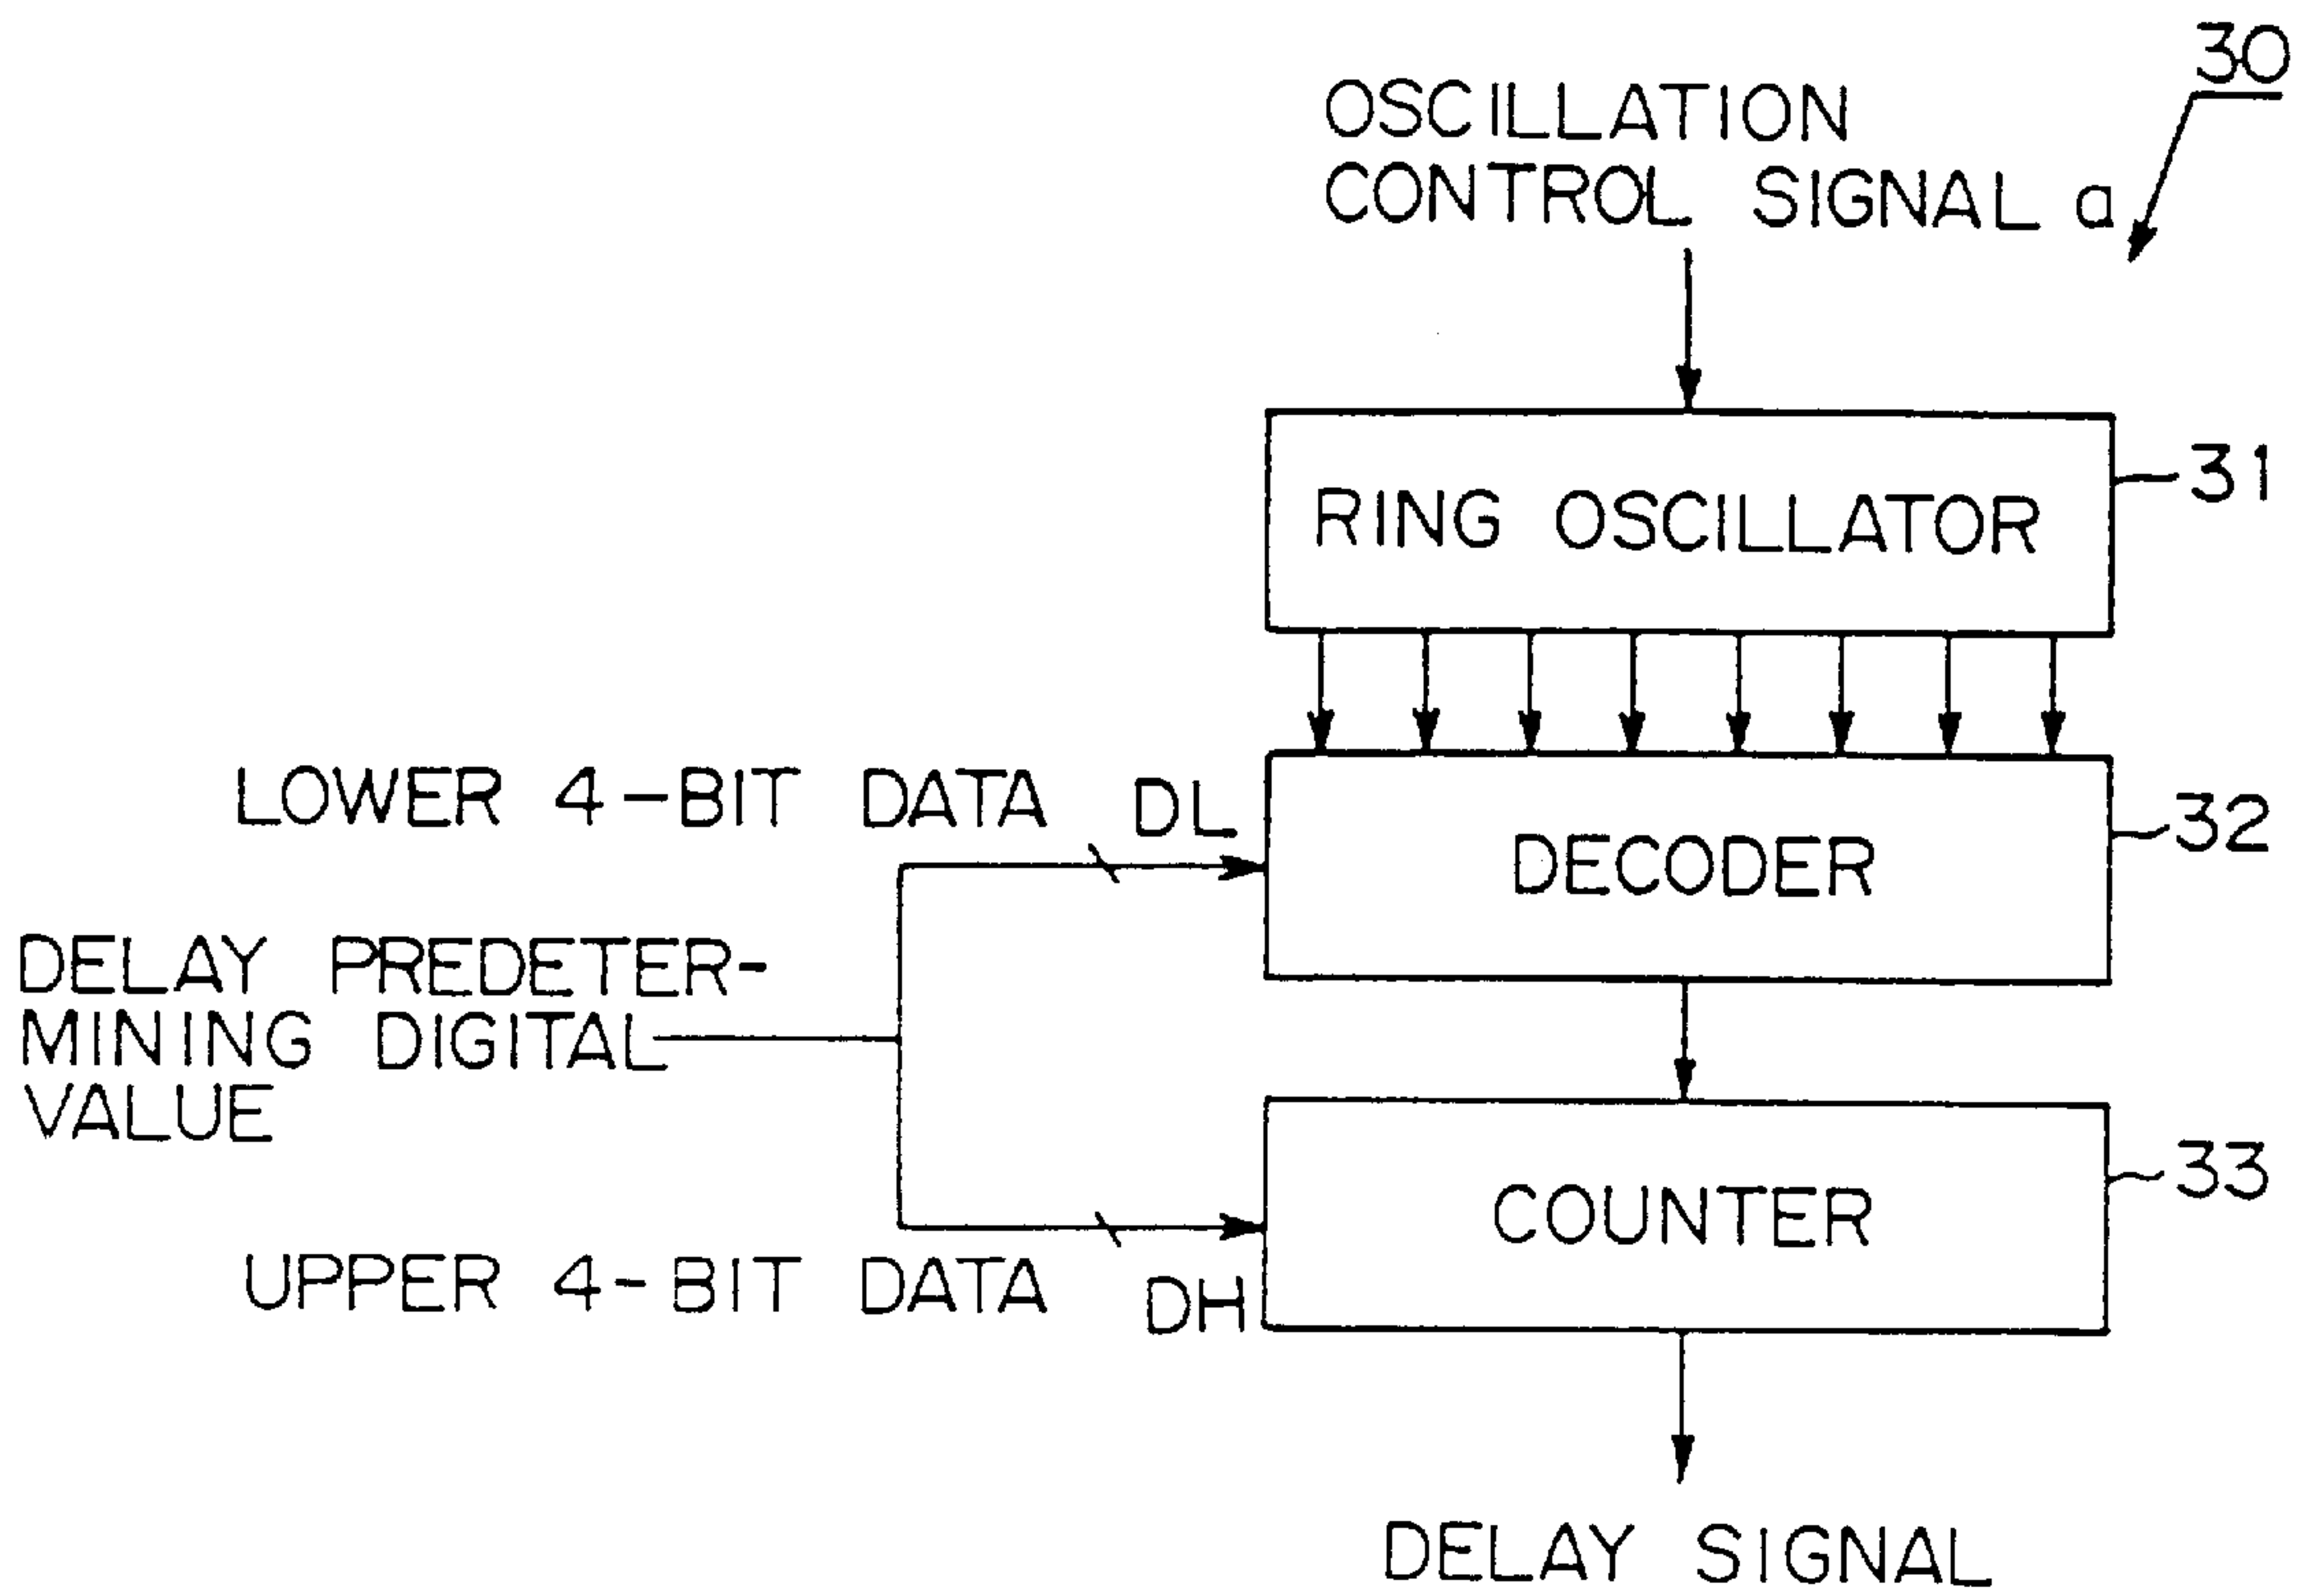 30
OSCILLATION
CONTROL SIGNAL a
RING OSCILLATOR
31
LOWER 4-BIT DATA DL
DECODER
32
DELAY PREDETER-
MINING DIGITAL
VALUE
COUNTER
33
UPPER 4-BIT DATA DH
DELAY SIGNAL